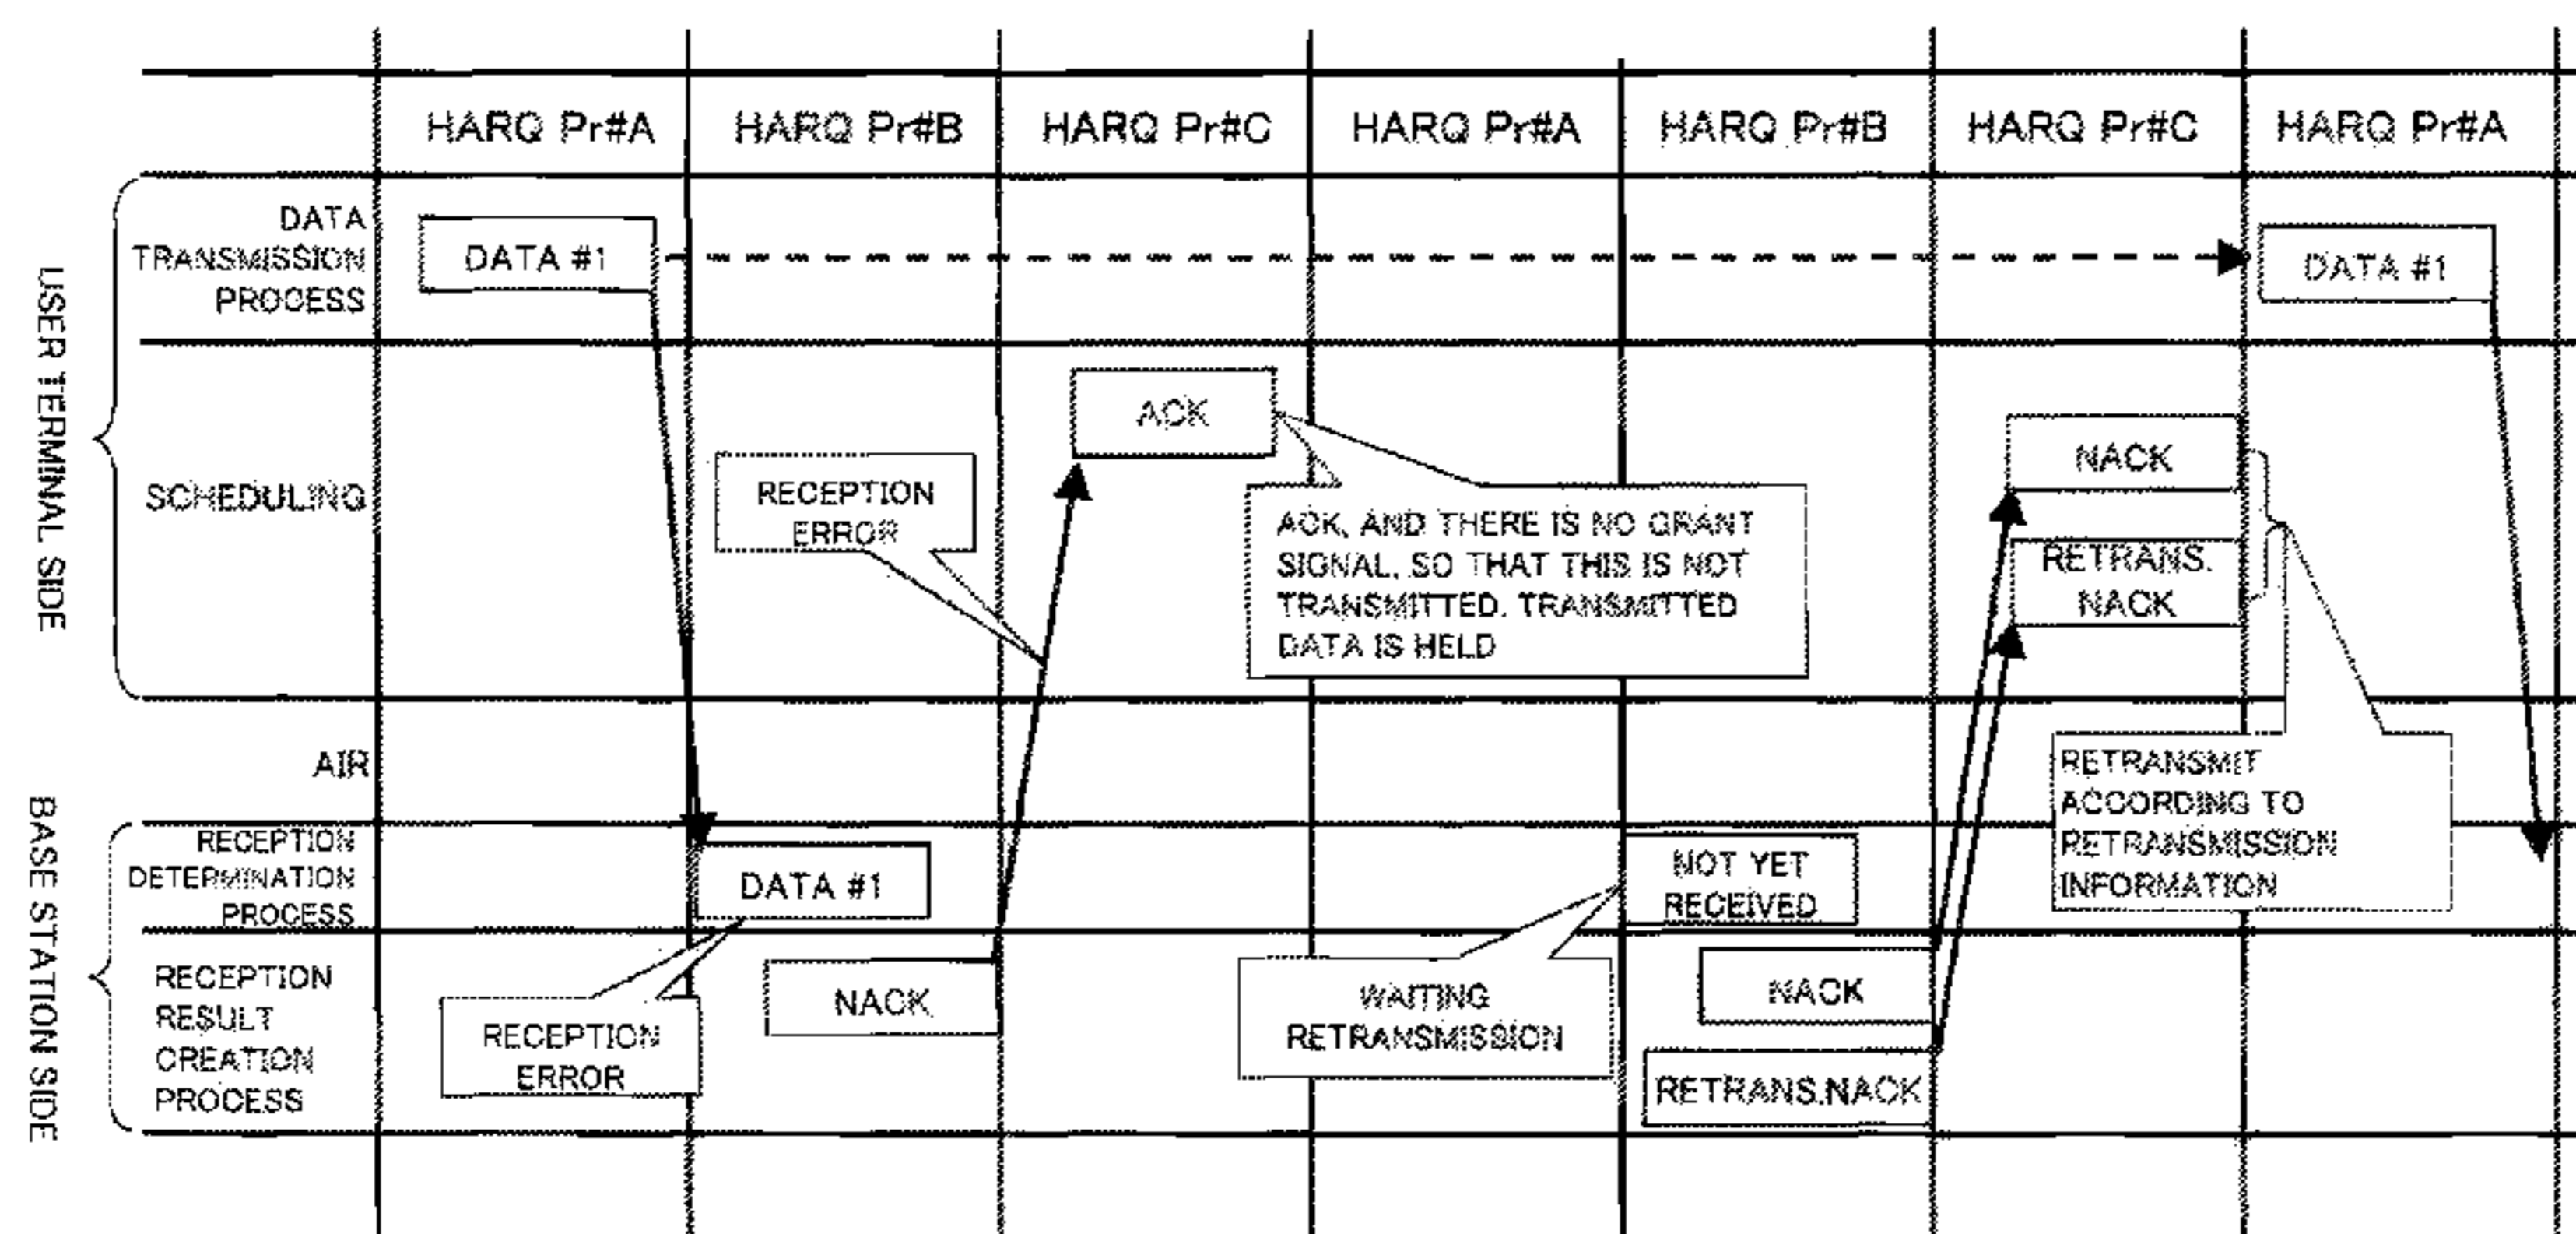 HARQ Pr#A HARQ Pr#B HARQ Pr#C HARQ Pr#A HARQ Pr#B HARQ Pr#C HARQ Pr#A
USER TERMINAL SIDE
DATA
TRANSMISSION
PROCESS
DATA #1
DATA #1
SCHEDULING
RECEPTION
ERROR
ACK
ACK, AND THERE IS NO GRANT
SIGNAL, SO THAT THIS IS NOT
TRANSMITTED. TRANSMITTED
DATA IS HELD
NACK
RETRANS.
NACK
RETRANSMIT
ACCORDING TO
RETRANSMISSION
INFORMATION
AIR
BASE STATION SIDE
RECEPTION
DETERMINATION
PROCESS
DATA #1
NOT YET
RECEIVED
RECEPTION
RESULT
CREATION
PROCESS
RECEPTION
ERROR
NACK
WAITING
RETRANSMISSION
NACK
RETRANS.NACK